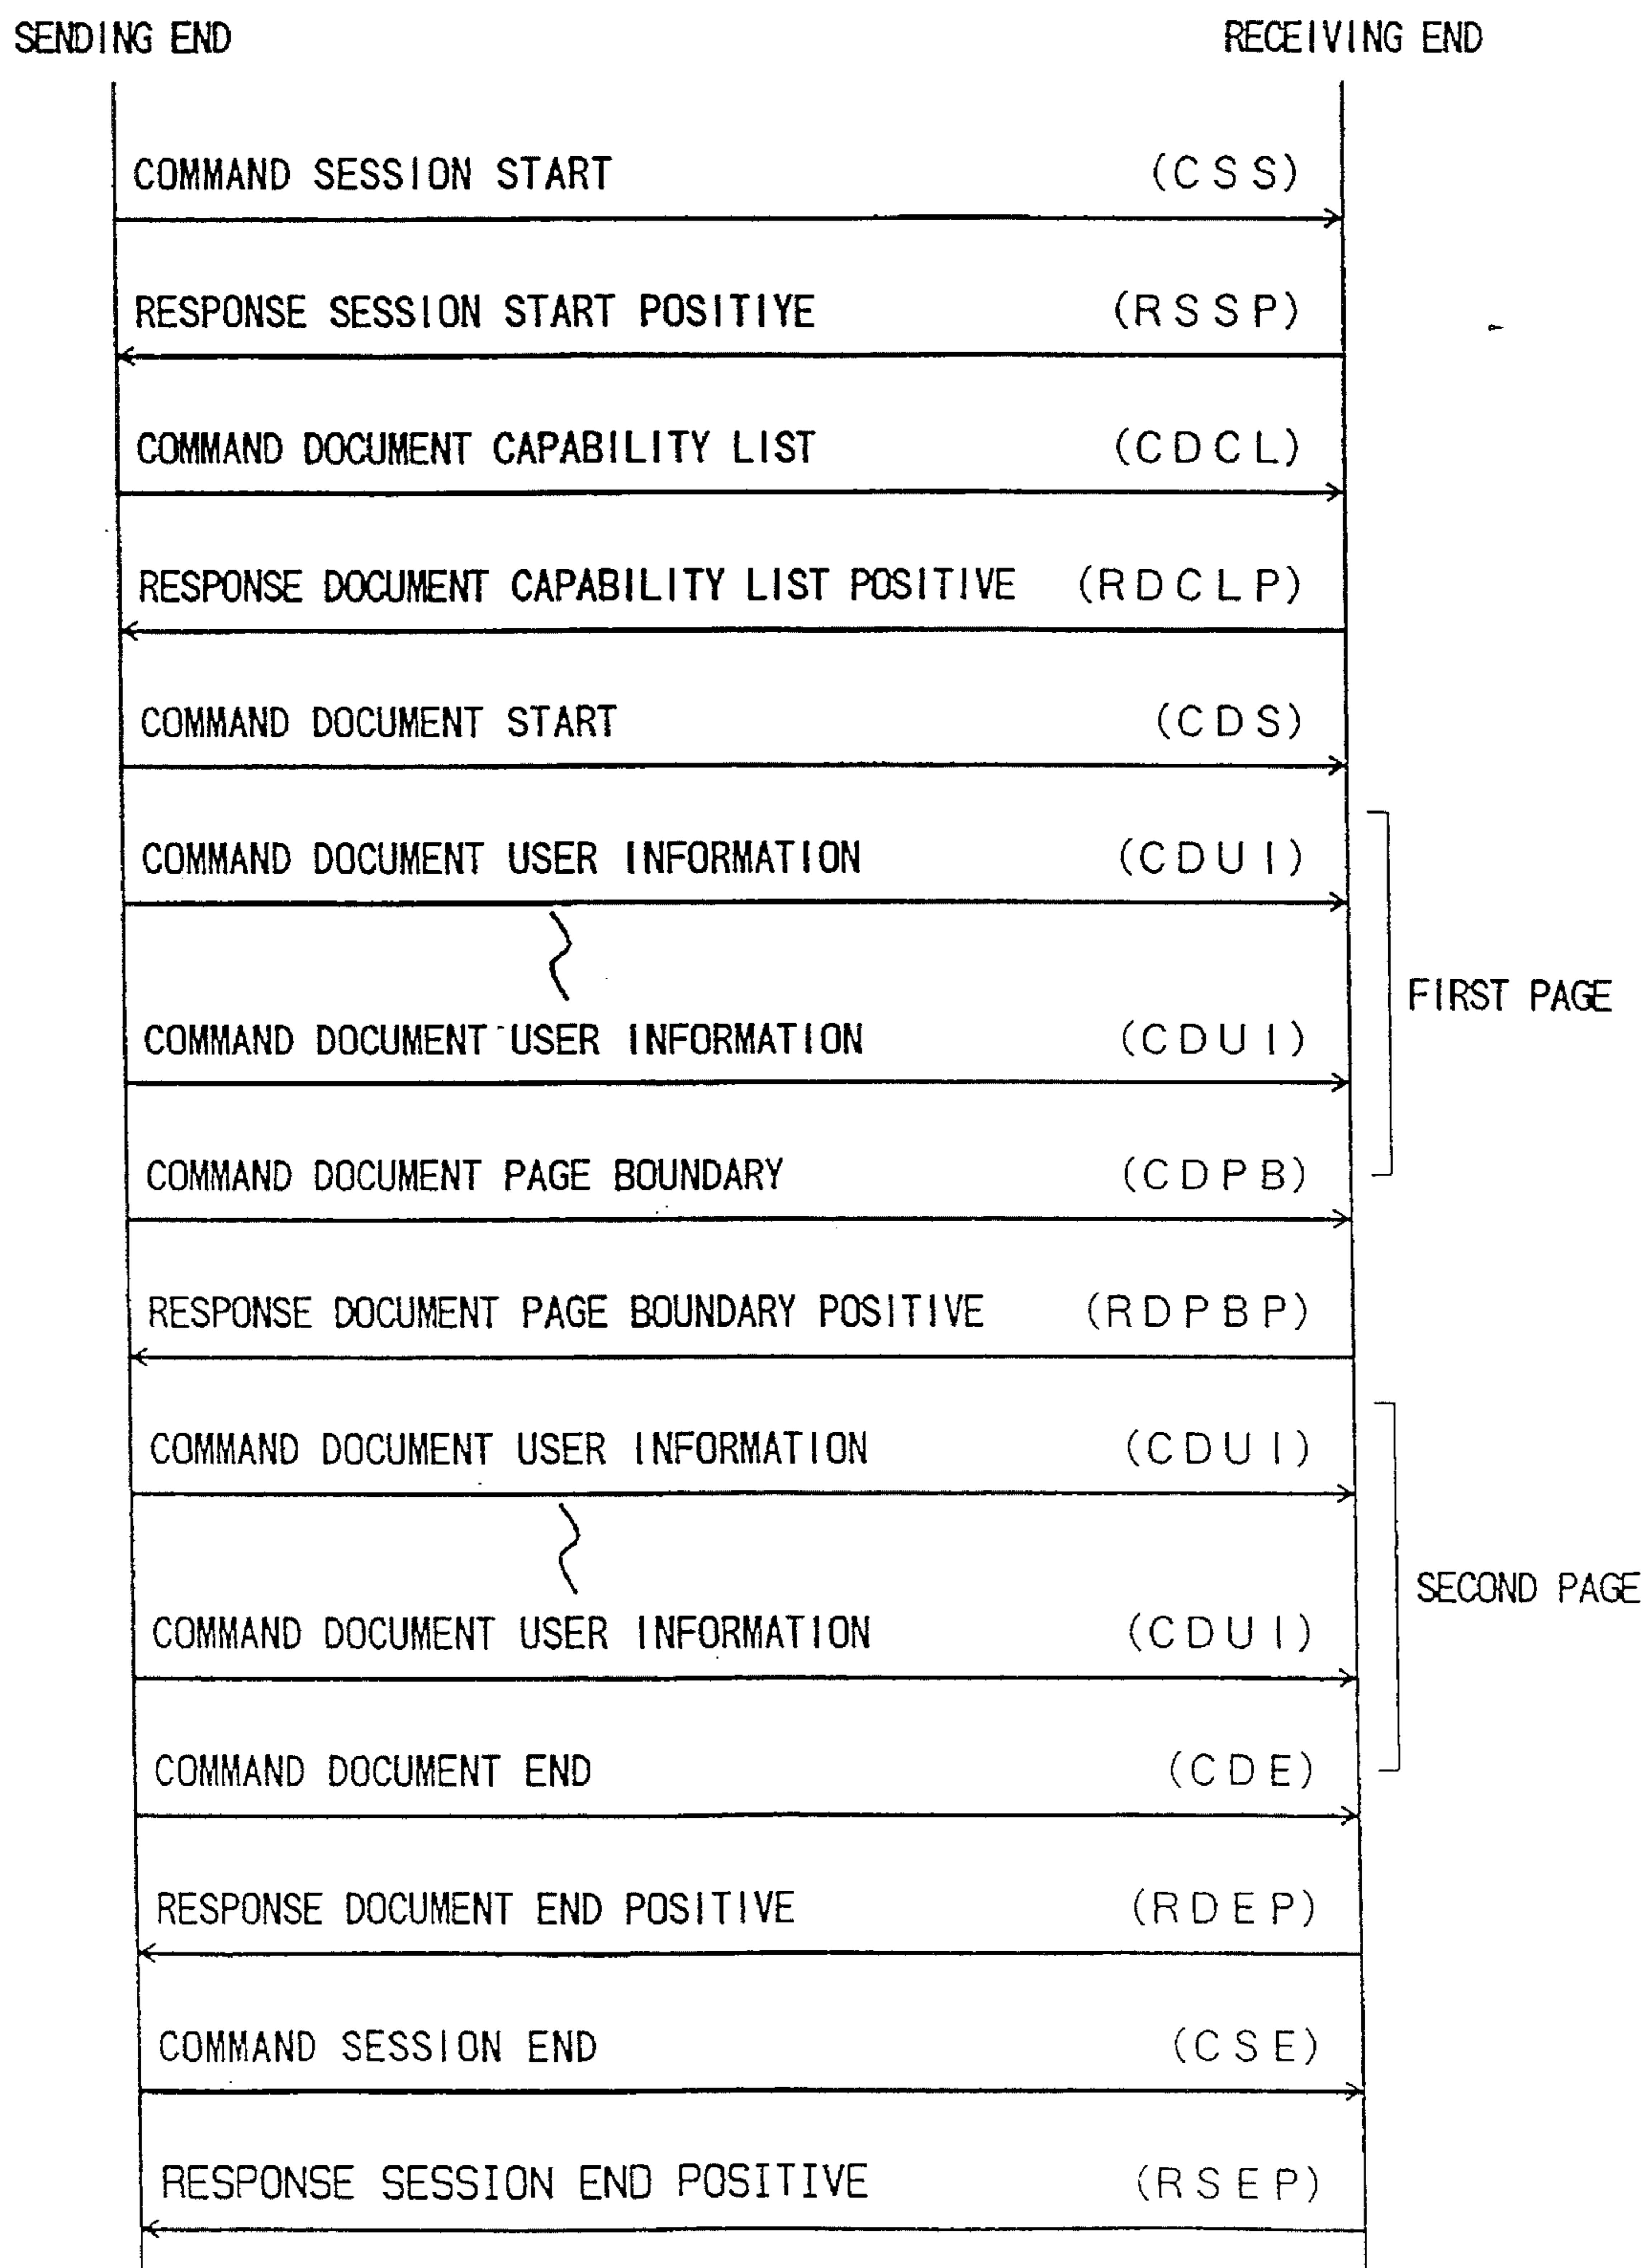 SENDING END RECEIVING END
COMMAND SESSION START (CSS)
RESPONSE SESSION START POSITIYE (RSSP)
COMMAND DOCUMENT CAPABILITY LIST (CDCL)
RESPONSE DOCUMENT CAPABILITY LIST POSITIVE (RDCLP)
COMMAND DOCUMENT START (CDS)
COMMAND DOCUMENT USER INFORMATION (CDUI)
FIRST PAGE
COMMAND DOCUMENT USER INFORMATION (CDUI)
COMMAND DOCUMENT PAGE BOUNDARY (CDPB)
RESPONSE DOCUMENT PAGE BOUNDARY POSITIVE (RDPBP)
COMMAND DOCUMENT USER INFORMATION (CDUI)
SECOND PAGE
COMMAND DOCUMENT USER INFORMATION (CDUI)
COMMAND DOCUMENT END (CDE)
RESPONSE DOCUMENT END POSITIVE (RDEP)
COMMAND SESSION END (CSE)
RESPONSE SESSION END POSITIVE (RSEP)